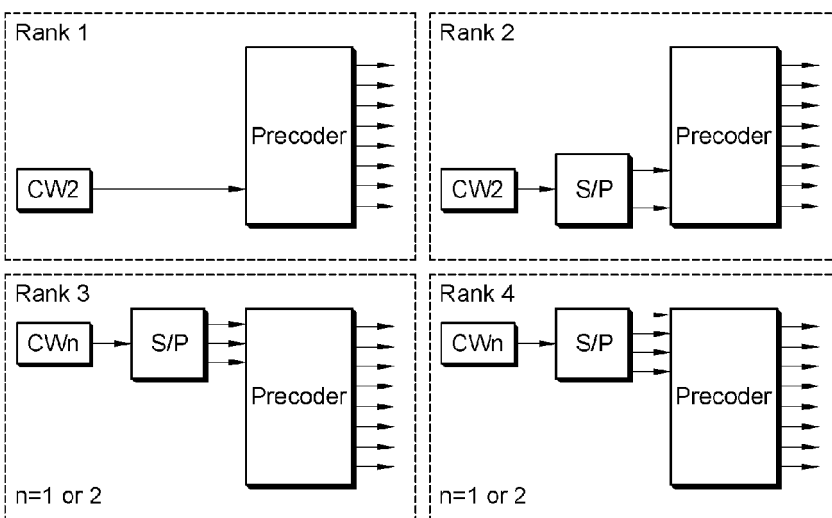 Rank 1
Precoder
CW2
Rank 2
Precoder
CW2
S/P
Rank 3
CWn
S/P
Precoder
n=1 or 2
Rank 4
CWn
S/P
Precoder
n=1 or 2